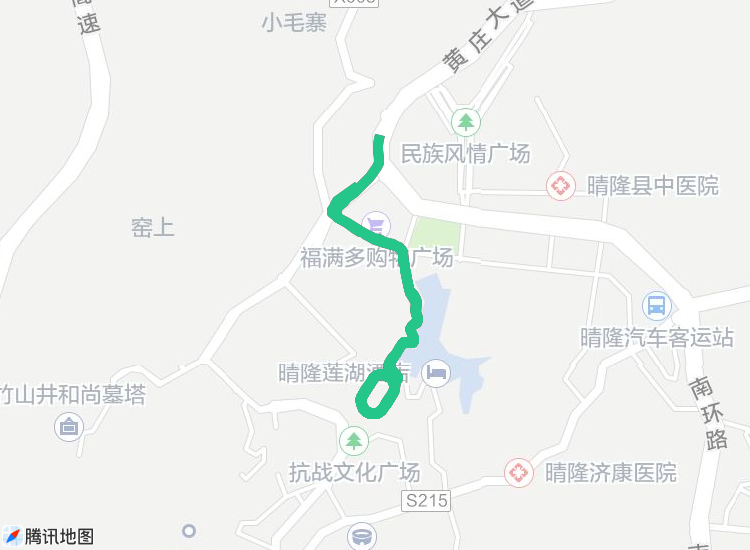 小毛寨
高速
黄庄大道
民族风情广场
晴隆县中医院
窑上
福满多购物广场
晴隆汽车客运站
晴隆莲湖酒店
竹山井和尚墓塔
南环路
抗战文化广场
晴隆济康医院
S215
腾讯地图